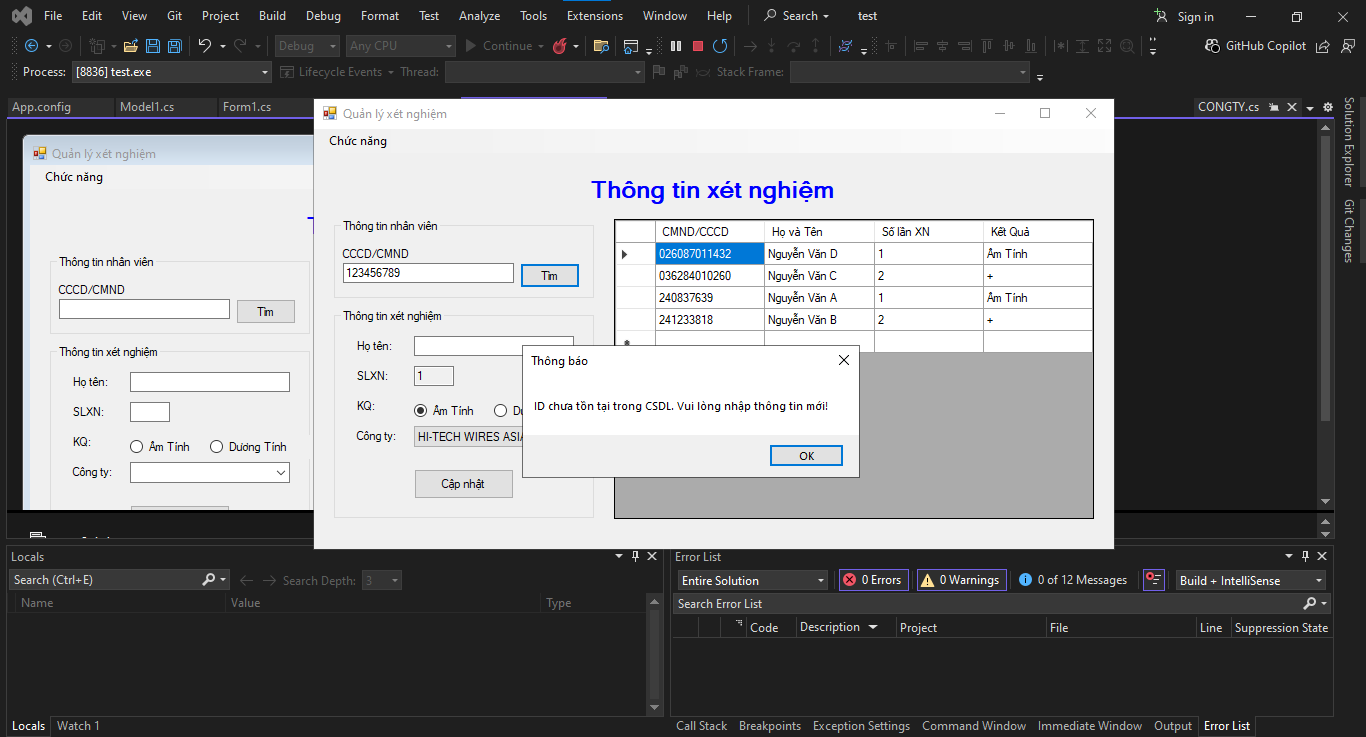 File Edit View Git Project Build Debug Format Test Analyze Tools Extensions Window Help Search test Sign in
Debug Any CPU Continue GitHub Copilot
Process: [8836] test.exe Lifecycle Events Thread: Stack Frame:
App.config Model1.cs Form1.cs CONGTY.cs
Solution Explorer
Git Changes
Quản lý xét nghiệm
Chức năng
Thông tin nhân viên
CCCD/CMND
Tìm
Thông tin xét nghiệm
Họ tên:
SLXN:
KQ: Âm Tính Dương Tính
Công ty:
Quản lý xét nghiệm
Chức năng
Thông tin xét nghiệm
Thông tin nhân viên
CCCD/CMND
123456789 Tìm
Thông tin xét nghiệm
Họ tên:
SLXN: 1
KQ: Âm Tính
Công ty: HI-TECH WIRES ASIA
Cập nhật
CMND/CCCD Họ và Tên Số lần XN Kết Quả
026087011432 Nguyễn Văn D 1 Âm Tính
036284010260 Nguyễn Văn C 2 +
240837639 Nguyễn Văn A 1 Âm Tính
241233818 Nguyễn Văn B 2 +
Thông báo
ID chưa tồn tại trong CSDL. Vui lòng nhập thông tin mới!
OK
Locals
Search (Ctrl+E) Search Depth: 3
Name Value Type
Locals Watch 1
Error List
Entire Solution 0 Errors 0 Warnings 0 of 12 Messages Build + IntelliSense
Search Error List
Code Description Project File Line Suppression State
Call Stack Breakpoints Exception Settings Command Window Immediate Window Output Error List